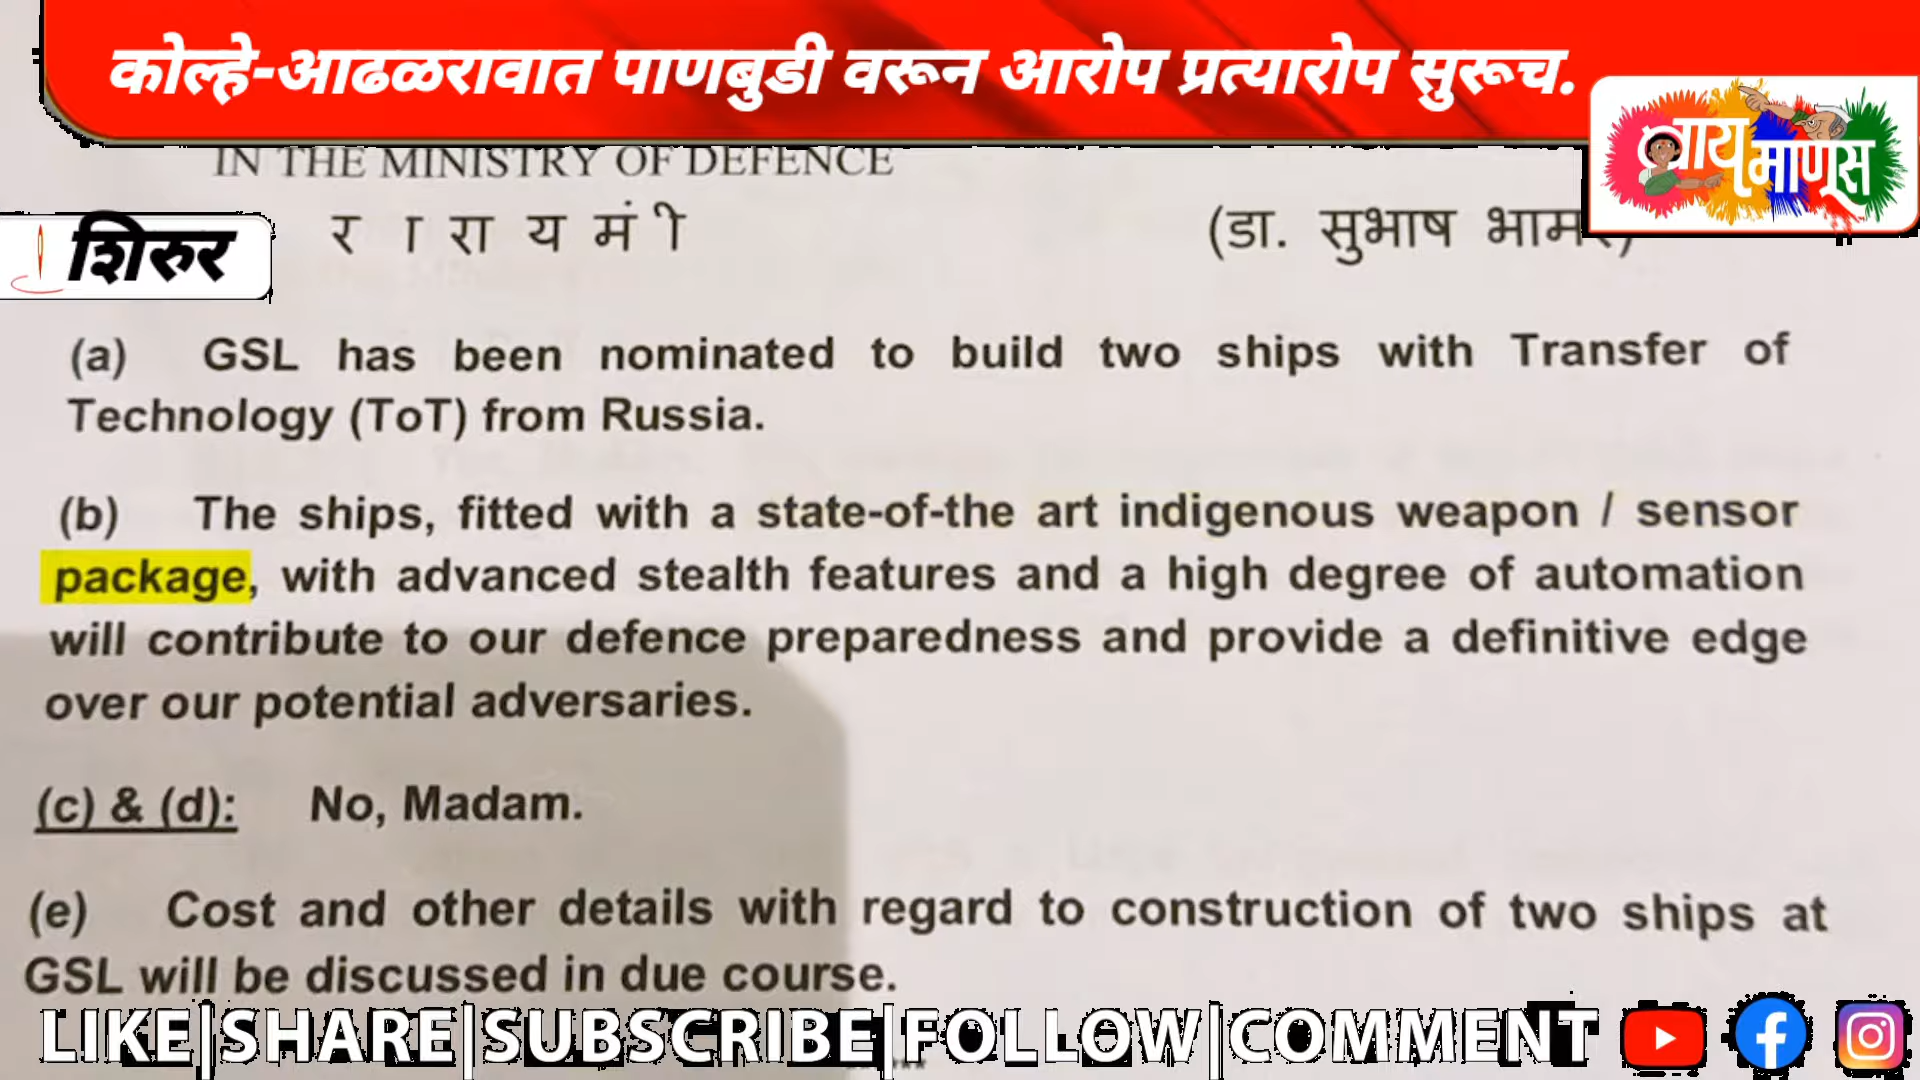 कोल्हे-आढळरावात पाणबुडी वरून आरोप प्रत्यारोप सुरूच.
बाय माणूस
IN THE MINISTRY OF DEFENCE
शिरुर
र ा रा य मं ी (डा. सुभाष
(a) GSL has been nominated to build two ships with Transfer of
Technology (ToT) from Russia.
(b) The ships, fitted with a state-of-the art indigenous weapon / sensor
package, with advanced stealth features and a high degree of automation
will contribute to our defence preparedness and provide a definitive edge
over our potential adversaries.
(c) & (d): No, Madam.
(e) Cost and other details with regard to construction of two ships at
GSL will be discussed in due course.
LIKE|SHARE|SUBSCRIBE|FOLLOW|COMMENT